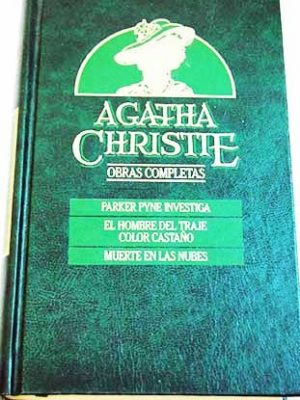 AGATHA
CHRISTIE
OBRAS COMPLETAS
PARKER PYNE INVESTIGA
EL HOMBRE DEL TRAJE
COLOR CASTAÑO
MUERTE EN LAS NUBES